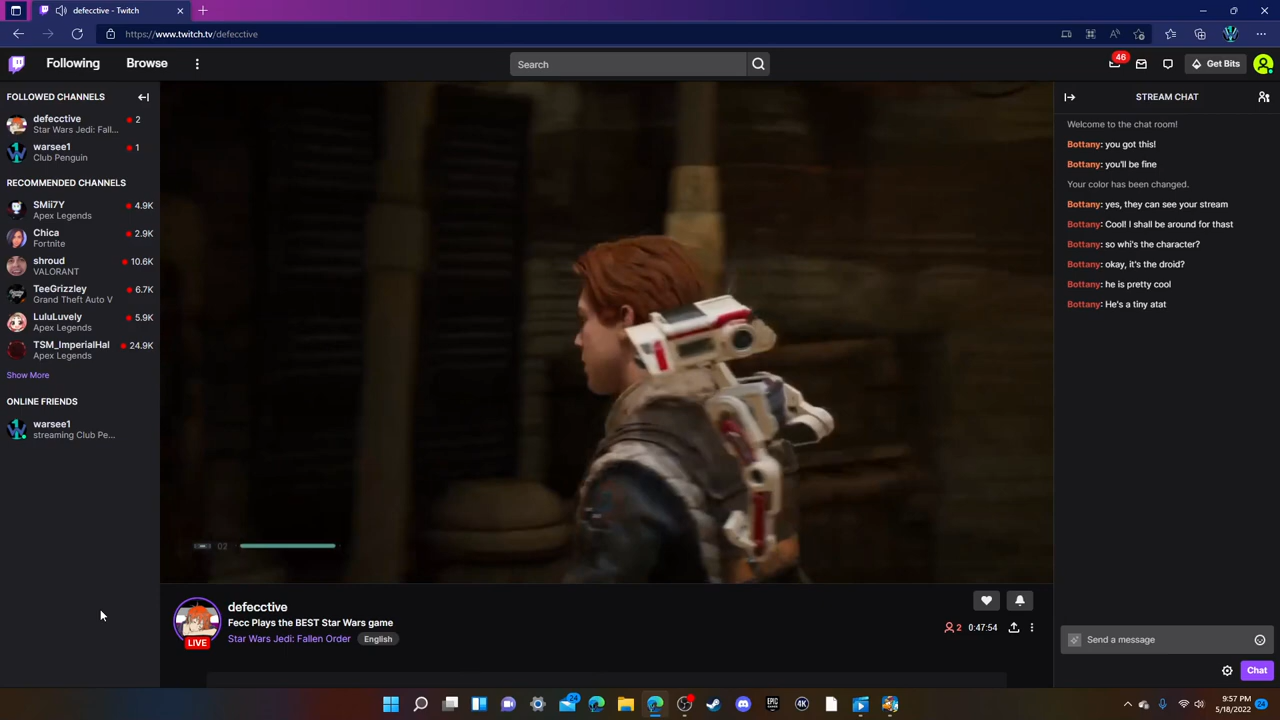 defecctive - Twitch
https://www.twitch.tv/defecctive
Following
Browse
Search
46
Get Bits
FOLLOWED CHANNELS
defecctive
Star Wars Jedi: Fall...
2
warsee1
Club Penguin
1
RECOMMENDED CHANNELS
SMii7Y
Apex Legends
4.9K
Chica
Fortnite
2.9K
shroud
VALORANT
10.6K
TeeGrizzley
Grand Theft Auto V
6.7K
LuluLuvely
Apex Legends
5.9K
TSM_ImperialHal
Apex Legends
24.9K
Show More
ONLINE FRIENDS
warsee1
streaming Club Pe...
02
LIVE
defecctive
Fecc Plays the BEST Star Wars game
Star Wars Jedi: Fallen Order English
2 0:47:54
STREAM CHAT
Welcome to the chat room!
Bottany: you got this!
Bottany: you'll be fine
Your color has been changed.
Bottany: yes, they can see your stream
Bottany: Cool! I shall be around for thast
Bottany: so whi's the character?
Bottany: okay, it's the droid?
Bottany: he is pretty cool
Bottany: He's a tiny atat
Send a message
Chat
24
4K
9:57 PM
5/18/2022
24